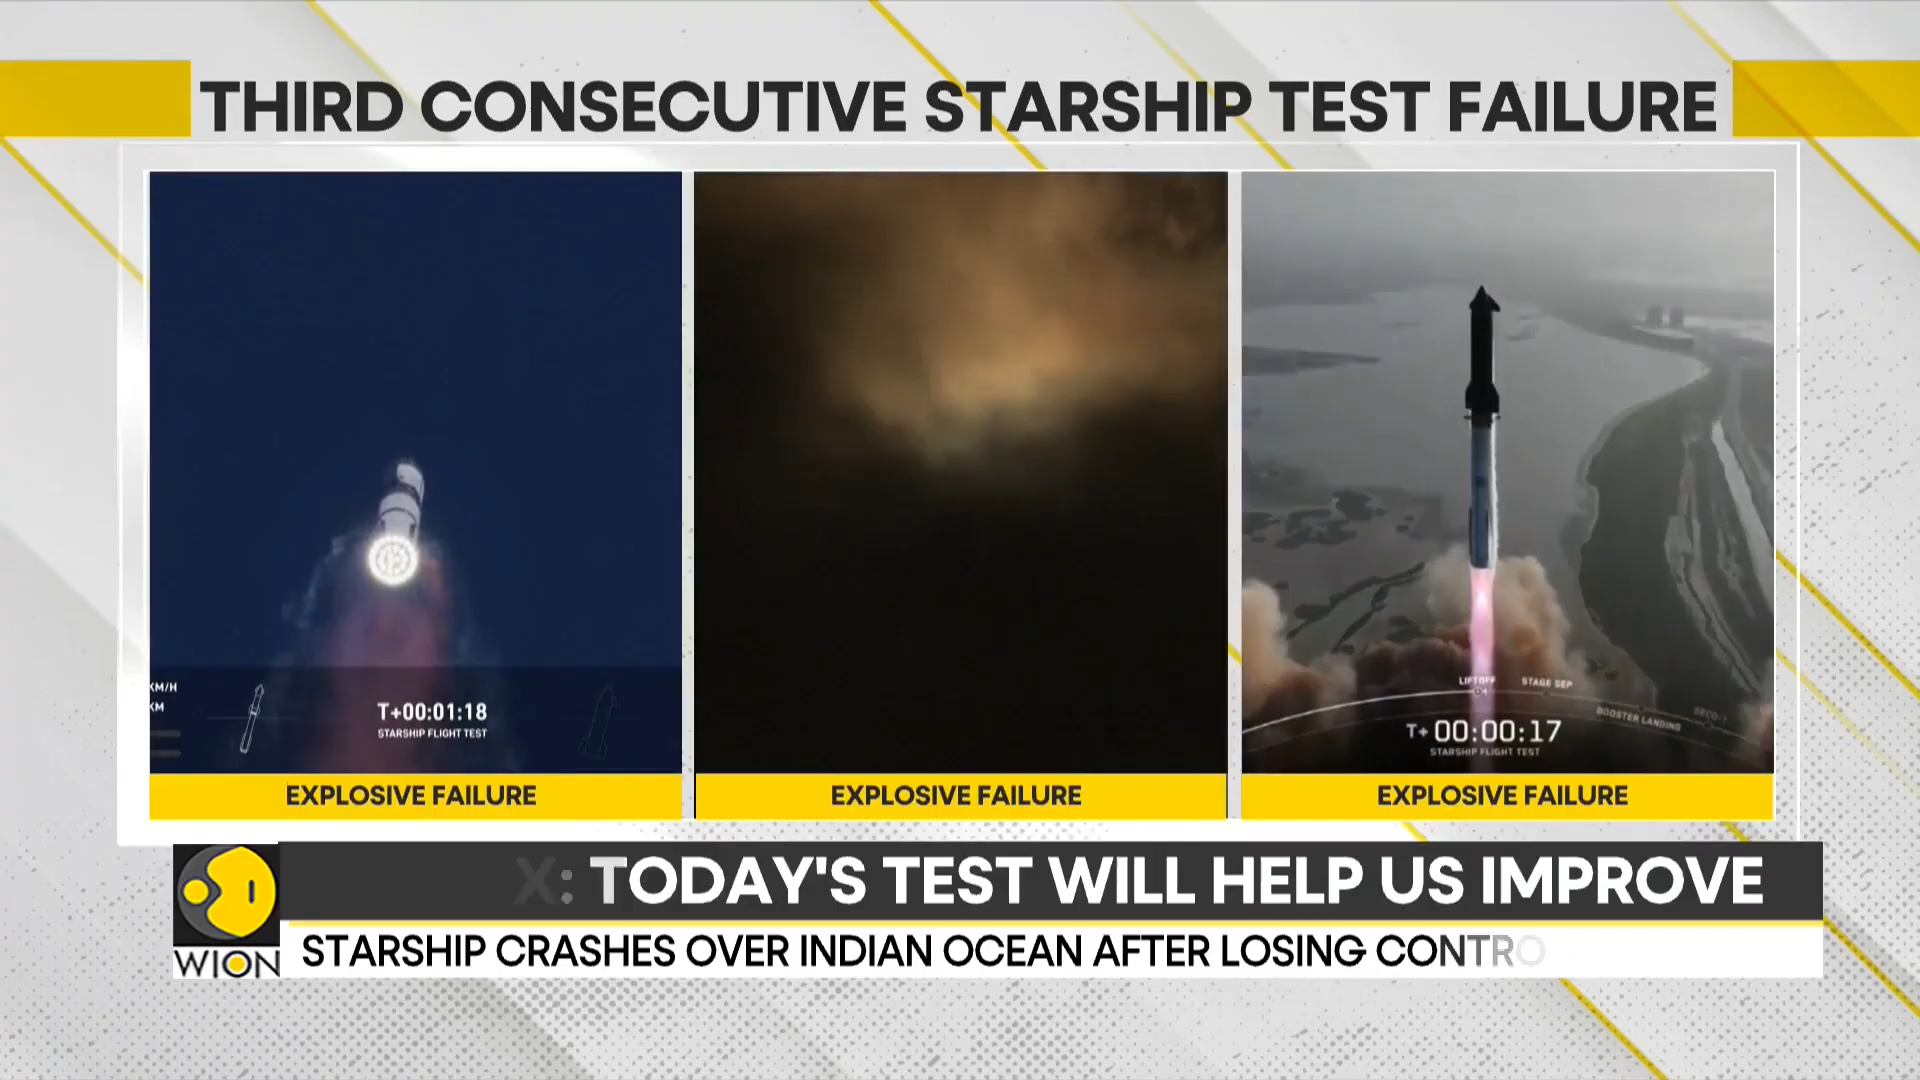 THIRD CONSECUTIVE STARSHIP TEST FAILURE
KM/H
KM
T+00:01:18
STARSHIP FLIGHT TEST
LIFTOFF
STAGE SEP
BOOSTER LANDING
T+ 00:00:17
STARSHIP FLIGHT TEST
EXPLOSIVE FAILURE
EXPLOSIVE FAILURE
EXPLOSIVE FAILURE
X: TODAY'S TEST WILL HELP US IMPROVE
WION
STARSHIP CRASHES OVER INDIAN OCEAN AFTER LOSING CONTRO